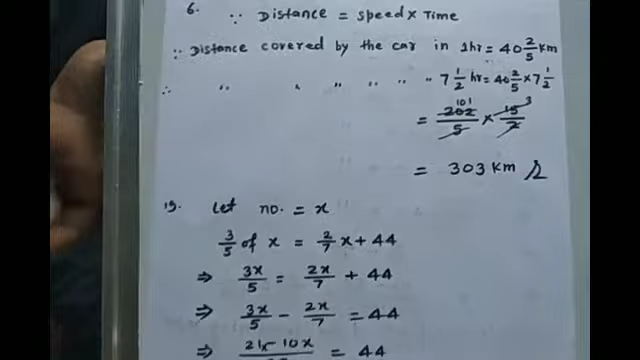 6. ∵ Distance = Speed × Time
∵ Distance covered by the car in 1hr = 40 2/5 km
∴ " " " " " " 7 1/2 hr = 40 2/5 × 7 1/2
= 202/5 × 15/2 101 3
= 303 km
15. Let no. = x
3/5 of x = 2/7 x + 44
⇒ 3x/5 = 2x/7 + 44
⇒ 3x/5 - 2x/7 = 44
⇒ 21x - 10x = 44